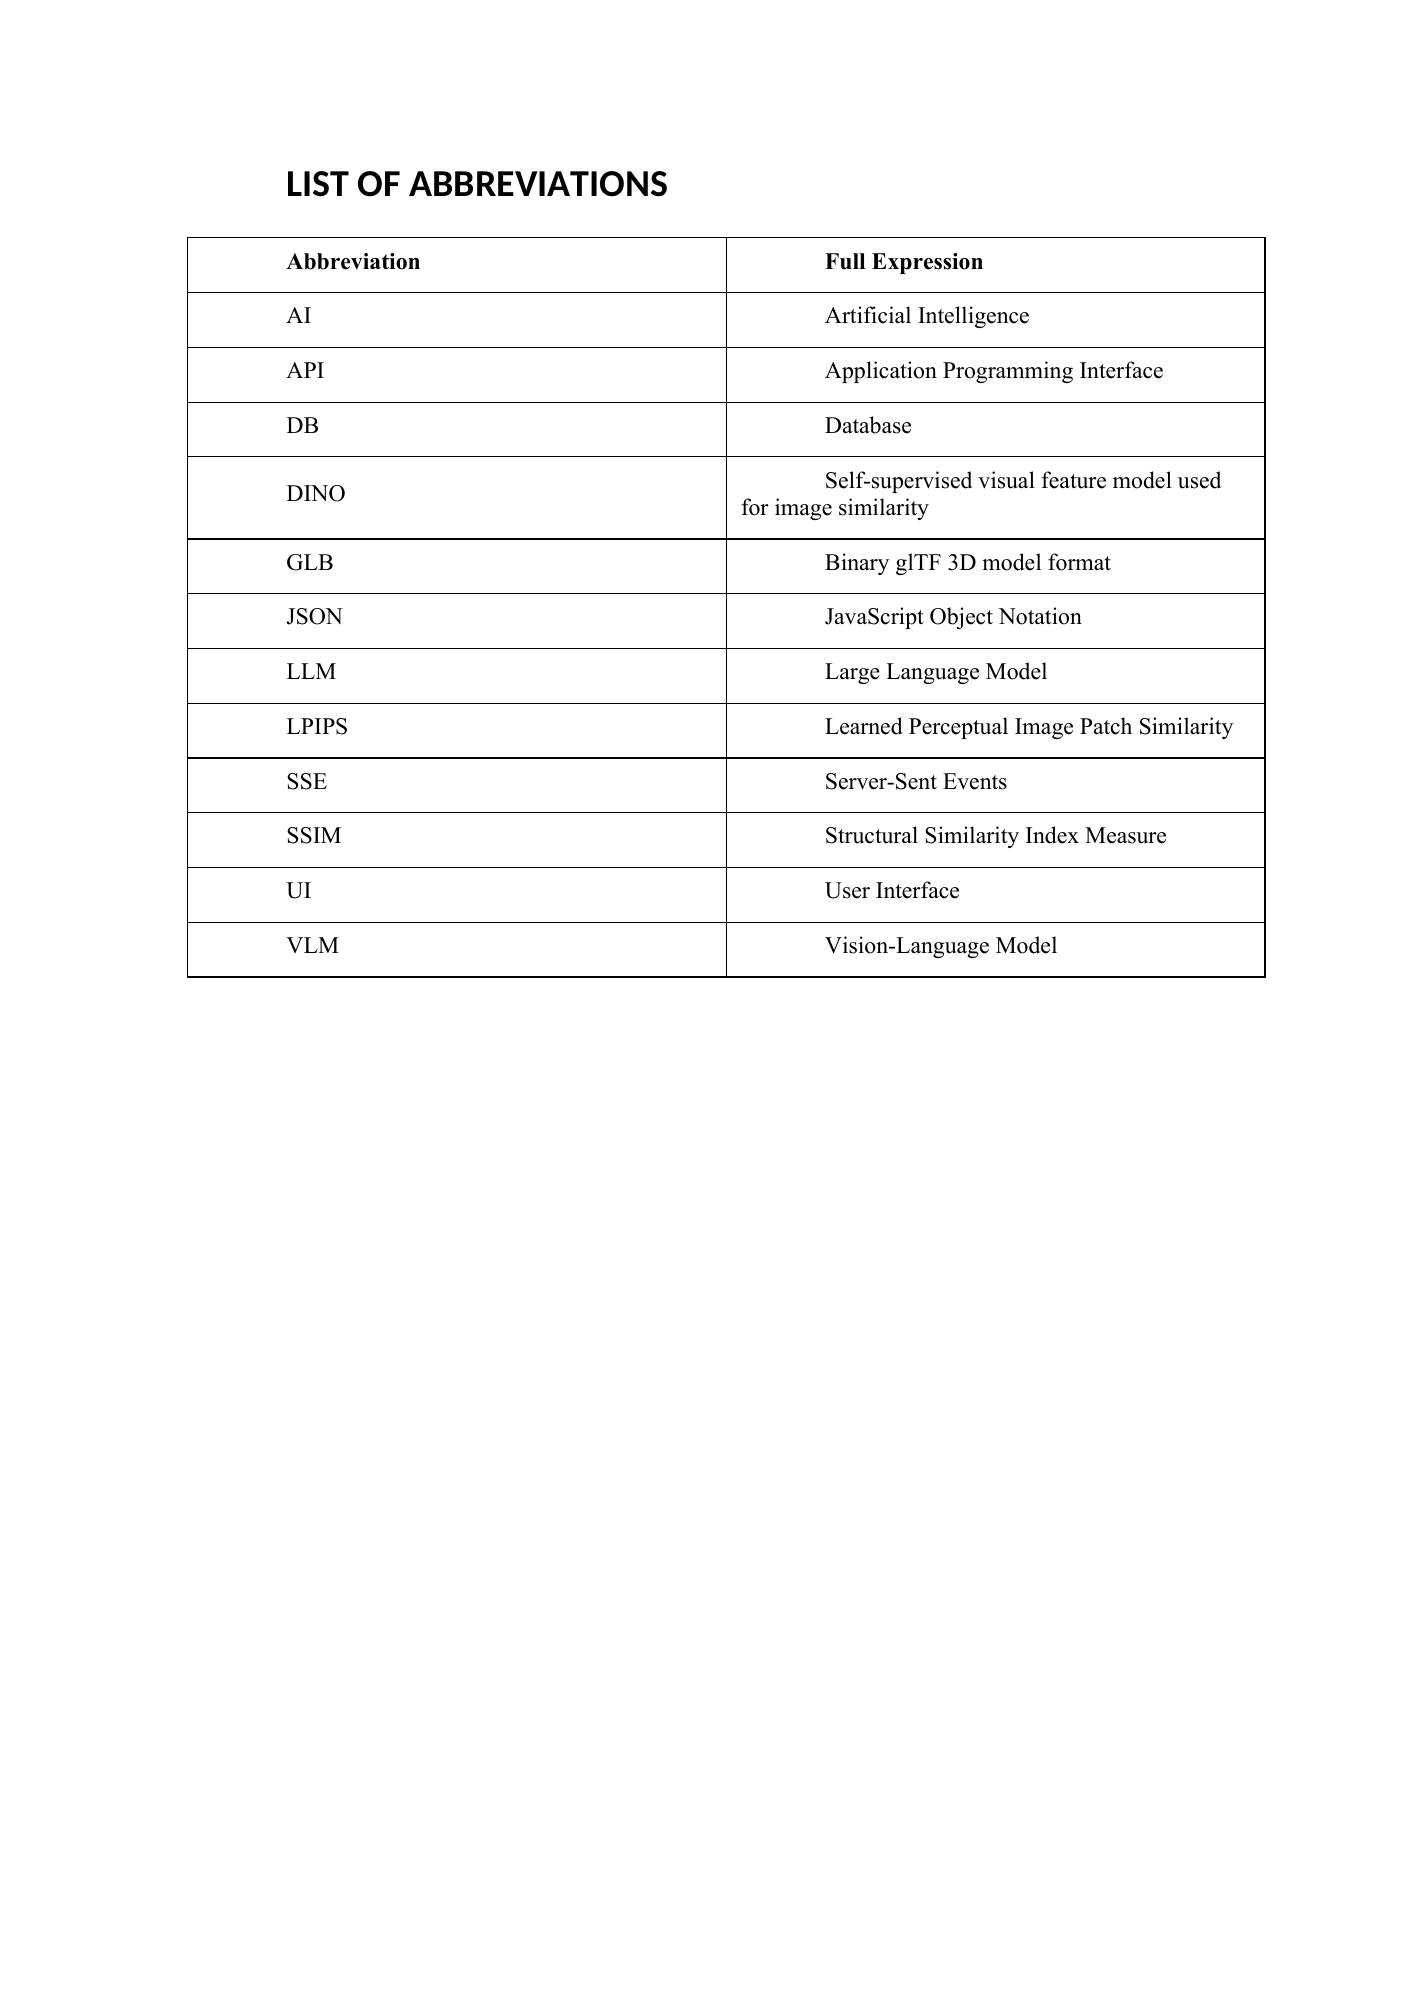 LIST OF ABBREVIATIONS
Abbreviation Full Expression
AI Artificial Intelligence
API Application Programming Interface
DB Database
DINO Self-supervised visual feature model used
for image similarity
GLB Binary glTF 3D model format
JSON JavaScript Object Notation
LLM Large Language Model
LPIPS Learned Perceptual Image Patch Similarity
SSE Server-Sent Events
SSIM Structural Similarity Index Measure
UI User Interface
VLM Vision-Language Model